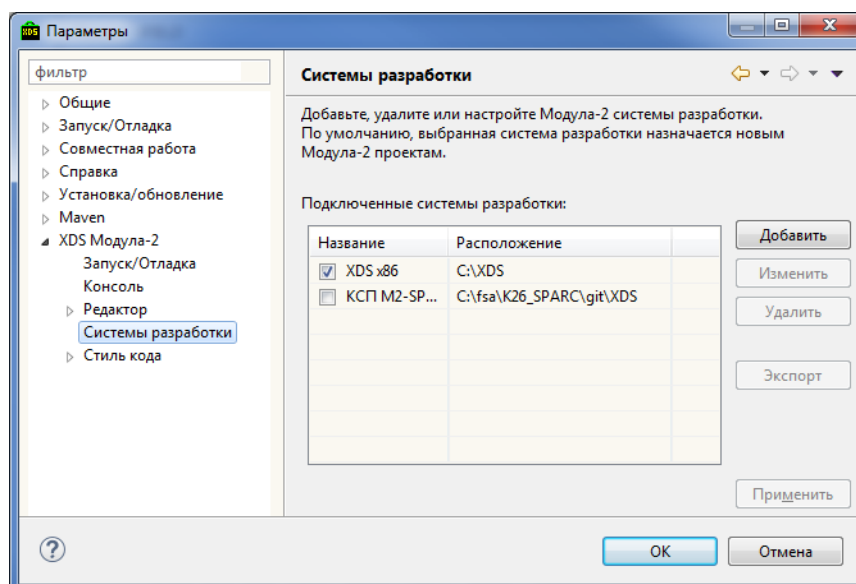 XDS Параметры
фильтр
Общие
Запуск/Отладка
Совместная работа
Справка
Установка/обновление
Maven
XDS Модула-2
Запуск/Отладка
Консоль
Редактор
Системы разработки
Стиль кода
Системы разработки
Добавьте, удалите или настройте Модула-2 системы разработки.
По умолчанию, выбранная система разработки назначается новым
Модула-2 проектам.
Подключенные системы разработки:
Название Расположение
XDS x86 C:\XDS
КСП M2-SP... C:\fsa\K26_SPARC\git\XDS
Добавить
Изменить
Удалить
Экспорт
Применить
? OK Отмена